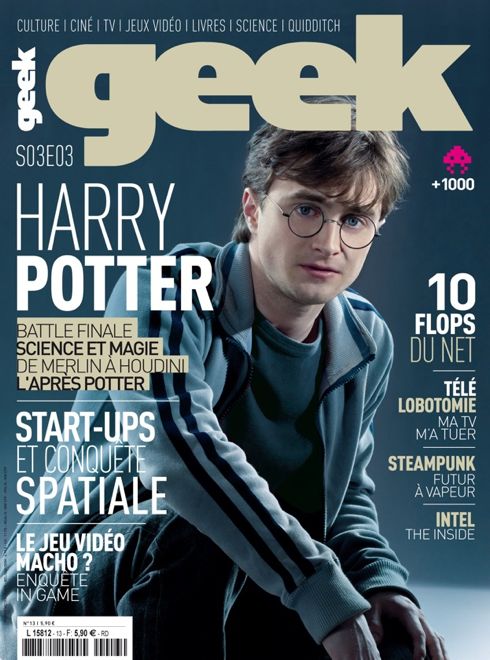 CULTURE | CINÉ | TV | JEUX VIDÉO | LIVRES | SCIENCE | QUIDDITCH
geek
geek
S03E03
+1000
HARRY
POTTER
BATTLE FINALE
SCIENCE ET MAGIE
DE MERLIN À HOUDINI
L'APRÈS POTTER
START-UPS
ET CONQUÊTE
SPATIALE
LE JEU VIDÉO
MACHO ?
ENQUÊTE
IN GAME
10
FLOPS
DU NET
TÉLÉ
LOBOTOMIE
MA TV
M'A TUER
STEAMPUNK
FUTUR
À VAPEUR
INTEL
THE INSIDE
N°13 I 5,90 €
L 15812 - 13 - F: 5,90 € - RD